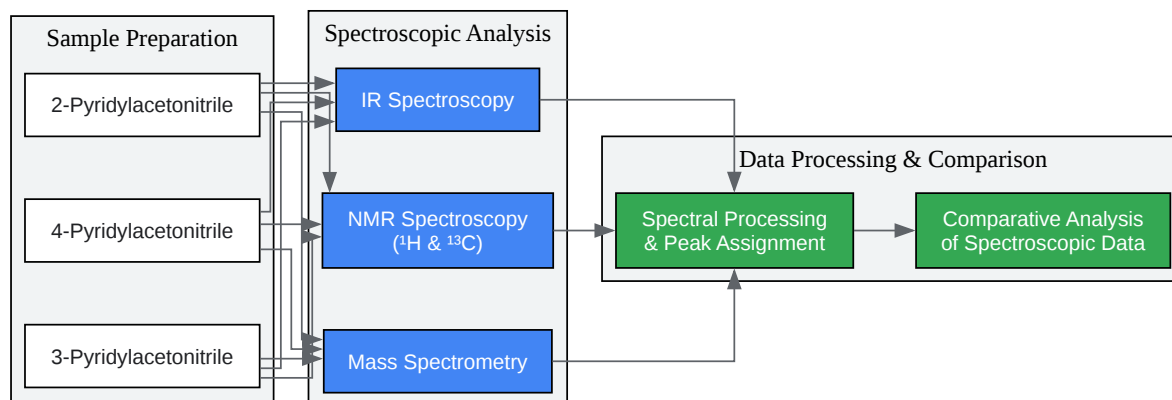 Sample Preparation
2-Pyridylacetonitrile
4-Pyridylacetonitrile
3-Pyridylacetonitrile
Spectroscopic Analysis
IR Spectroscopy
NMR Spectroscopy
(¹H & ¹³C)
Mass Spectrometry
Data Processing & Comparison
Spectral Processing
& Peak Assignment
Comparative Analysis
of Spectroscopic Data